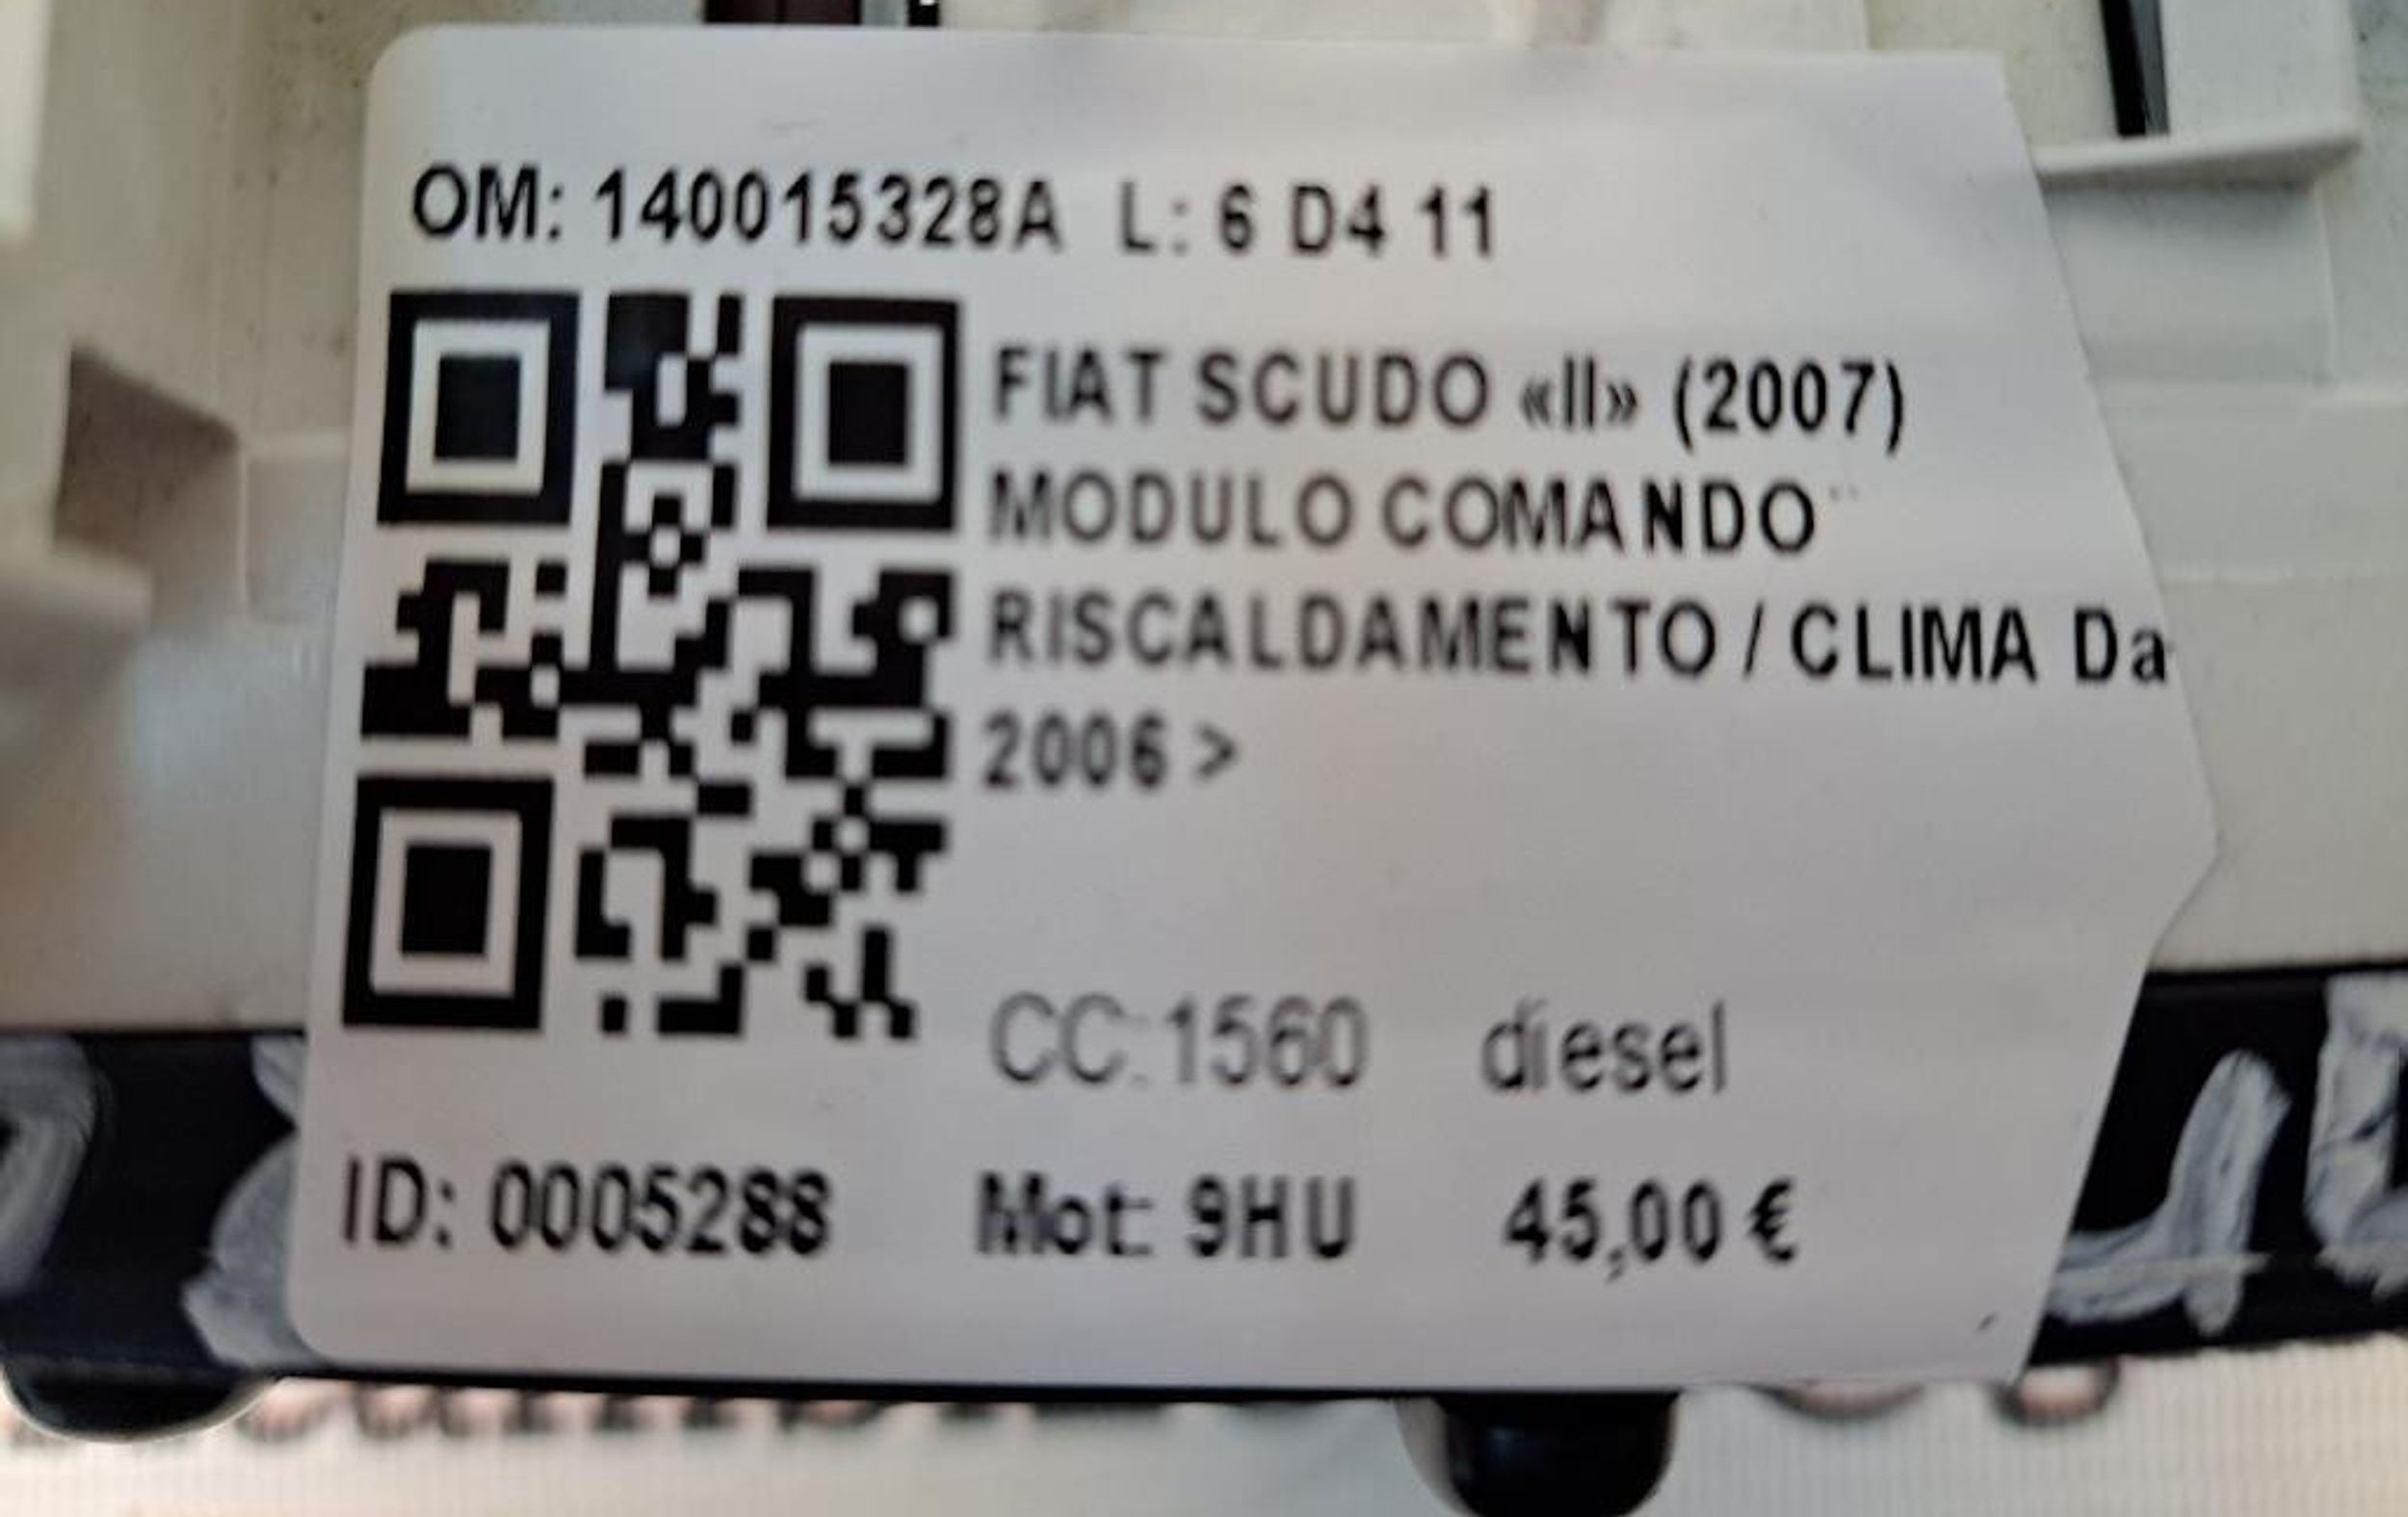 OM: 140015328A L: 6 D4 11
FIAT SCUDO «II» (2007)
MODULO COMANDO
RISCALDAMENTO / CLIMA Da
2006 >
CC:1560 diesel
ID: 0005288 Mot: 9HU 45,00 €